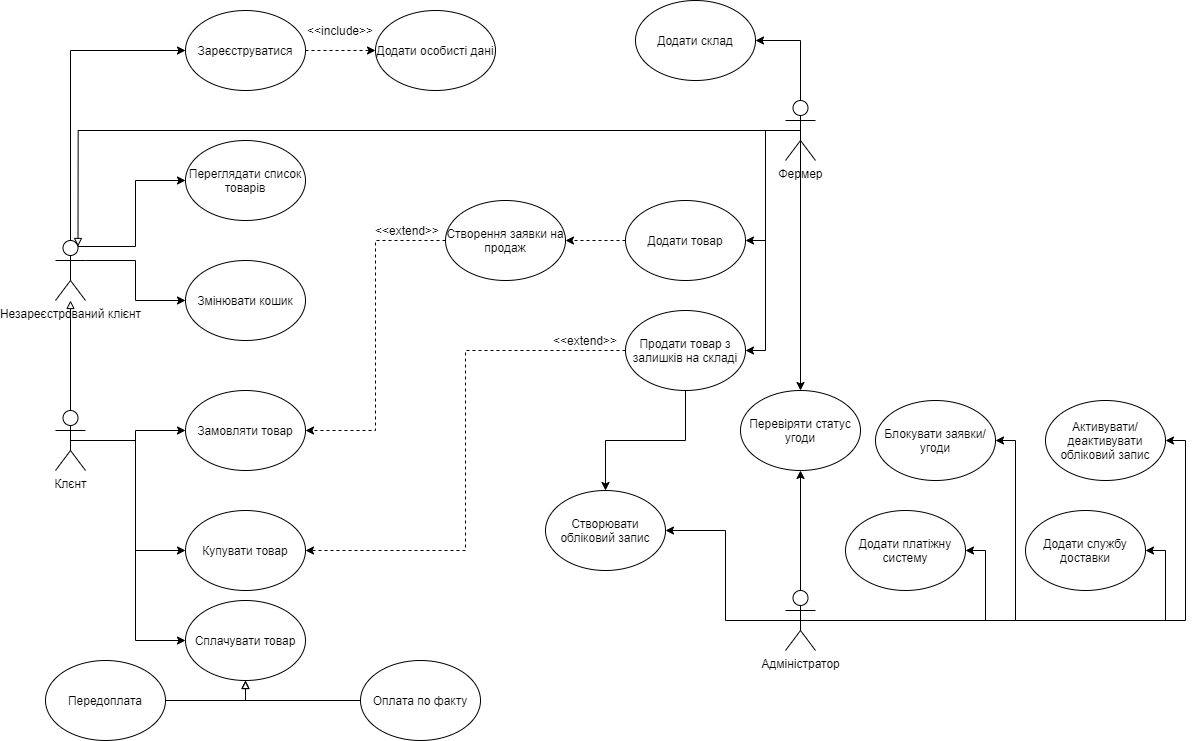 <<include>>
Зареєструватися
Додати особисті дані
Додати склад
Переглядати список
товарів
Фермер
<<extend>>
Створення заявки на
продаж
Додати товар
Змінювати кошик
Незареєстрований клієнт
<<extend>>
Продати товар з
залишків на складі
Замовляти товар
Клєнт
Перевіряти статус
угоди
Блокувати заявки/
угоди
Активувати/
деактивувати
обліковий запис
Створювати
обліковий запис
Купувати товар
Додати платіжну
систему
Додати службу
доставки
Сплачувати товар
Адміністратор
Передоплата
Оплата по факту